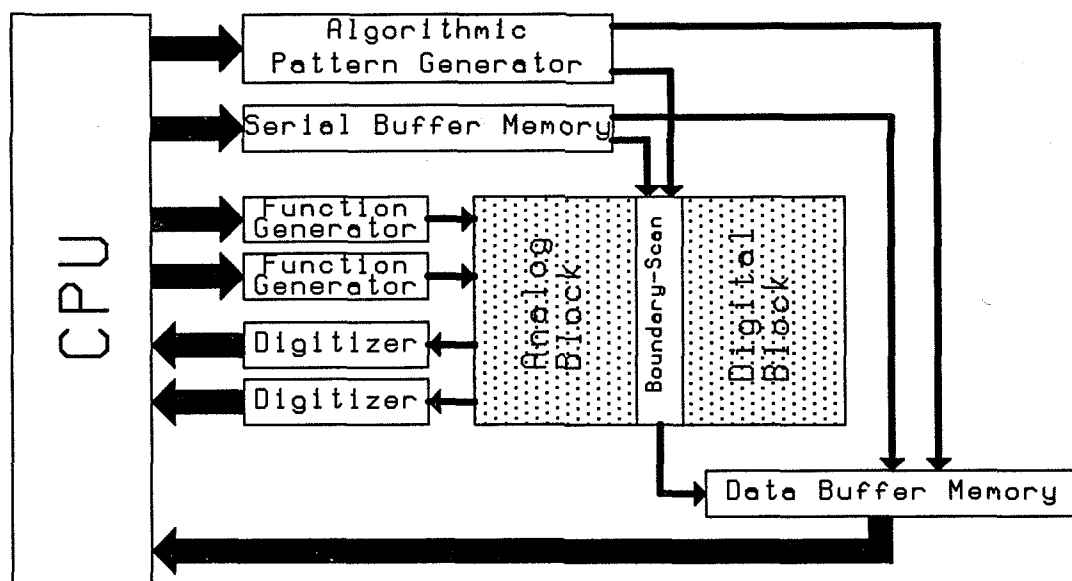 Algorithmic
Pattern Generator
Serial Buffer Memory
CPU
Function
Generator
Function
Generator
Digitizer
Digitizer
Analog
Block
Boundary-Scan
Digital
Block
Data Buffer Memory